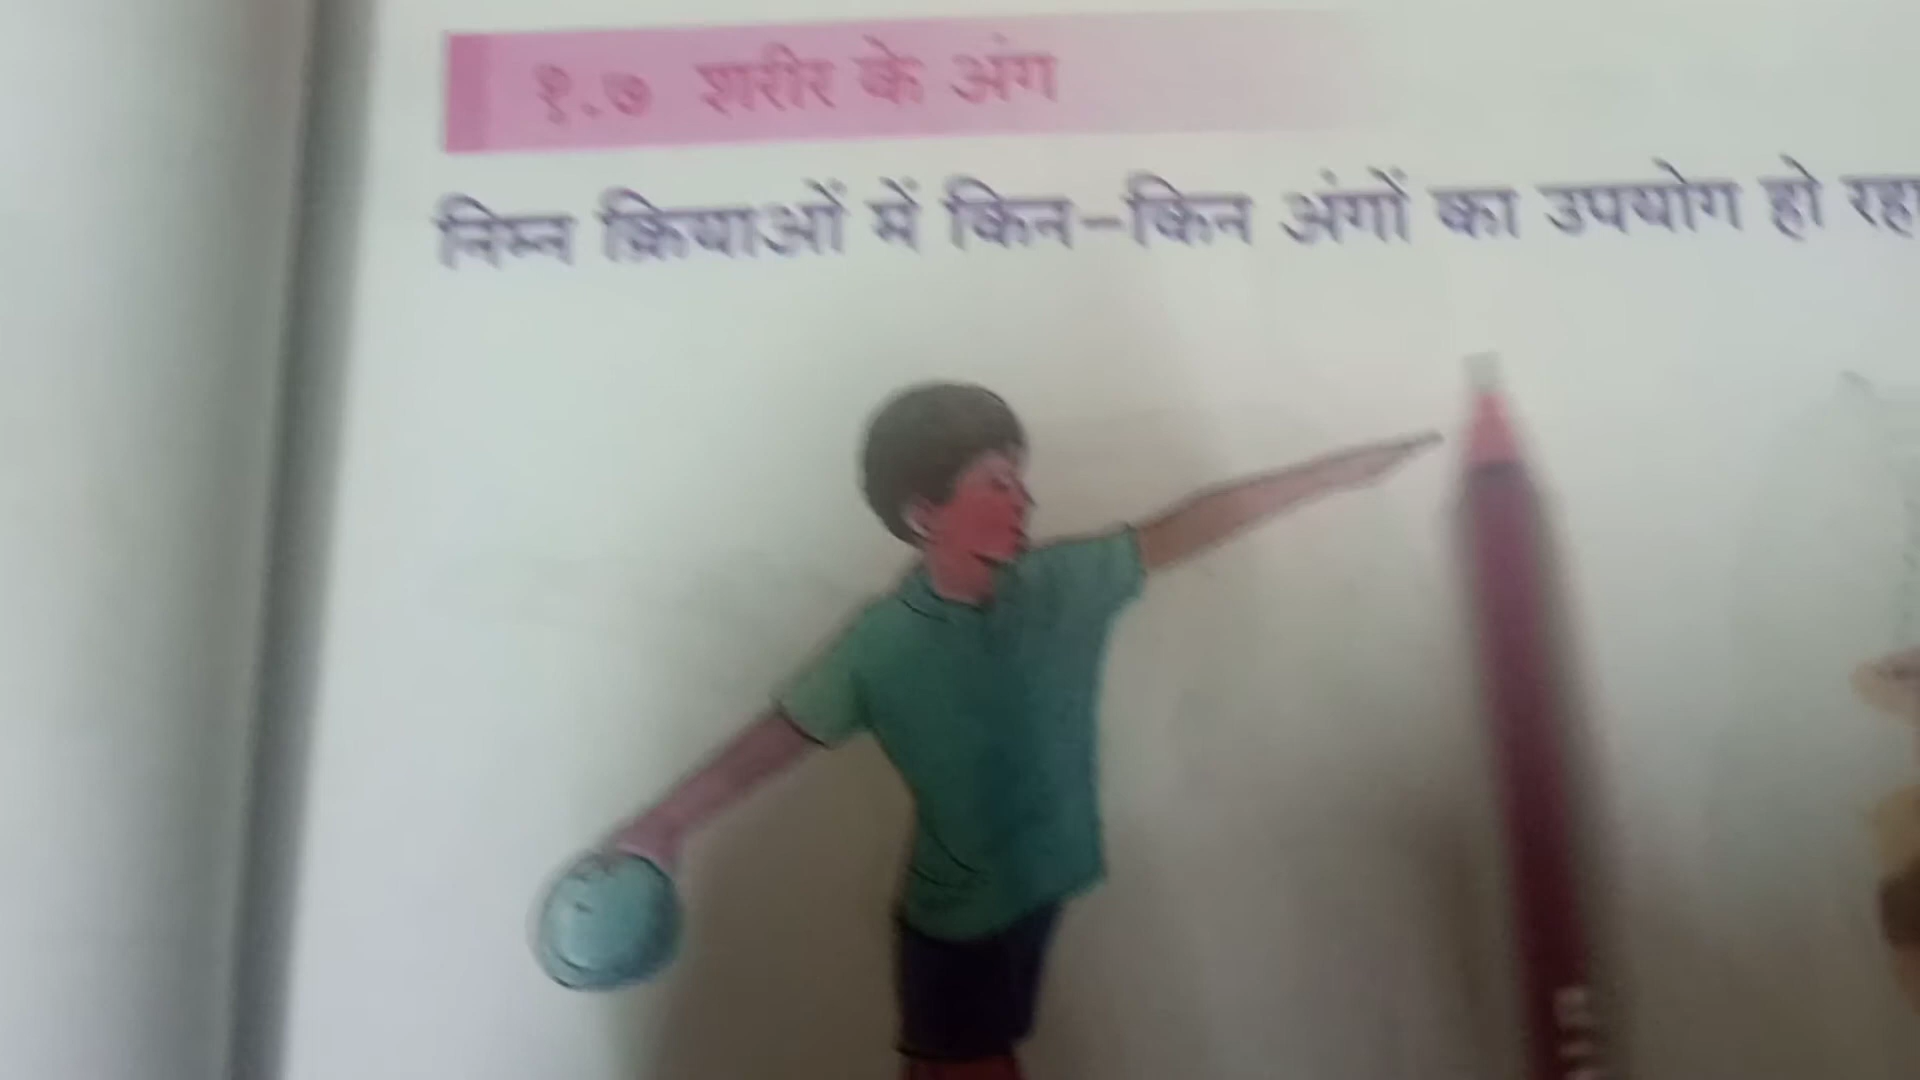 १.७ शरीर के अंग
निम्न क्रियाओं में किन-किन अंगों का उपयोग हो रहा